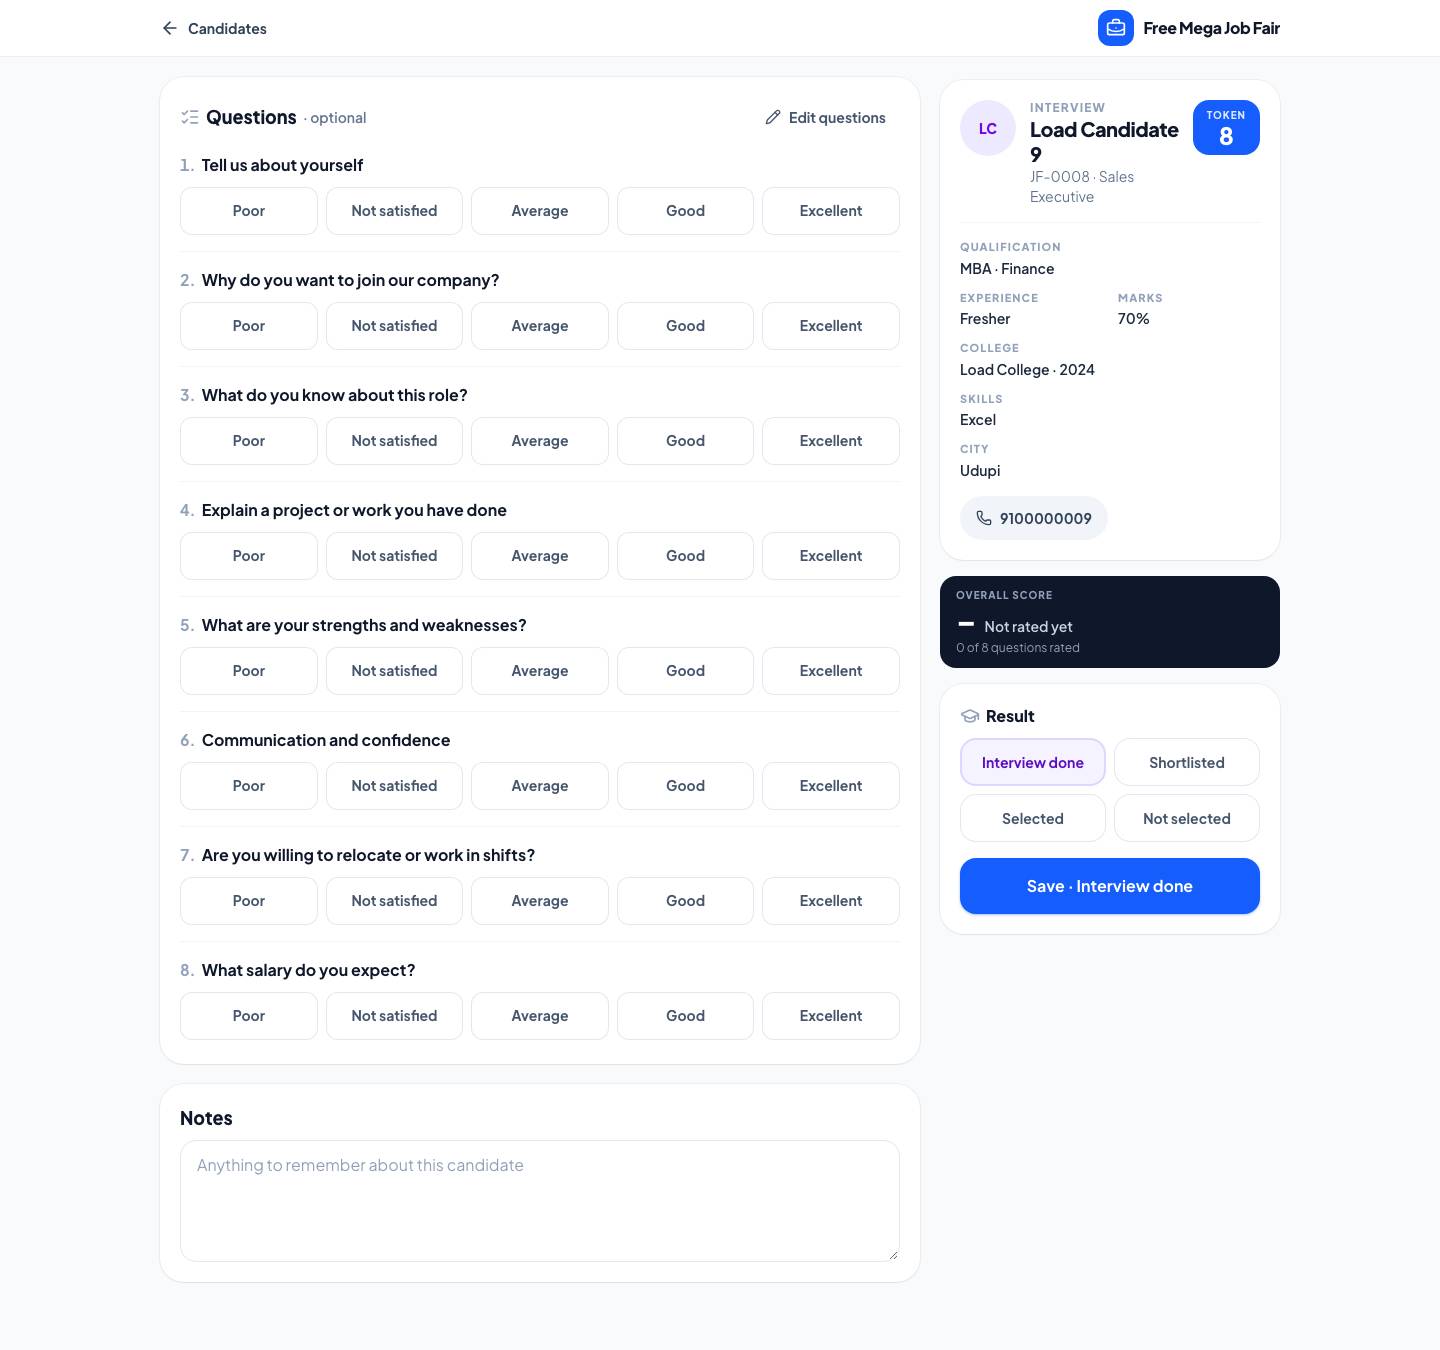 Candidates
Free Mega Job Fair
Questions · optional
Edit questions
1. Tell us about yourself
Poor Not satisfied Average Good Excellent
2. Why do you want to join our company?
Poor Not satisfied Average Good Excellent
3. What do you know about this role?
Poor Not satisfied Average Good Excellent
4. Explain a project or work you have done
Poor Not satisfied Average Good Excellent
5. What are your strengths and weaknesses?
Poor Not satisfied Average Good Excellent
6. Communication and confidence
Poor Not satisfied Average Good Excellent
7. Are you willing to relocate or work in shifts?
Poor Not satisfied Average Good Excellent
8. What salary do you expect?
Poor Not satisfied Average Good Excellent
Notes
Anything to remember about this candidate
LC
INTERVIEW
Load Candidate
9
JF-0008 · Sales
Executive
TOKEN
8
QUALIFICATION
MBA · Finance
EXPERIENCE MARKS
Fresher 70%
COLLEGE
Load College · 2024
SKILLS
Excel
CITY
Udupi
9100000009
OVERALL SCORE
– Not rated yet
0 of 8 questions rated
Result
Interview done Shortlisted
Selected Not selected
Save · Interview done